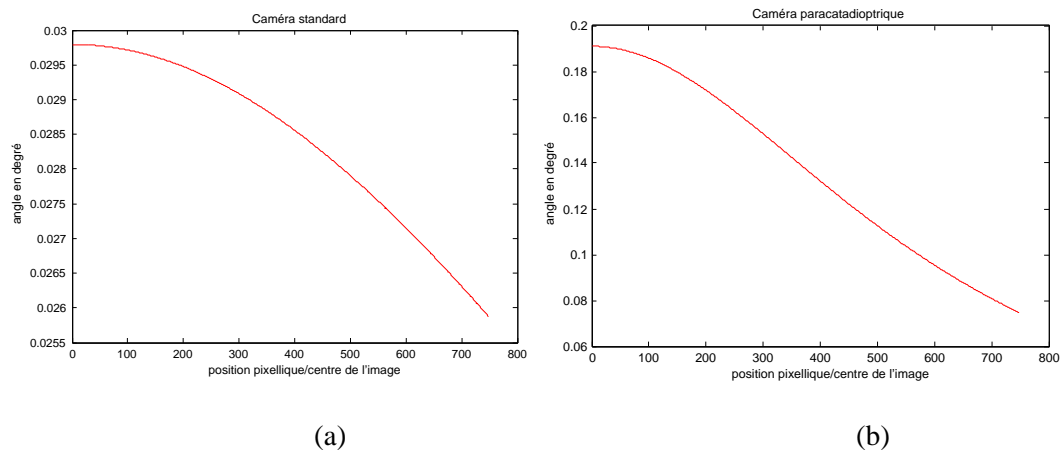 Caméra standard
0.03
0.0295
0.029
0.0285
0.028
0.0275
0.027
0.0265
0.026
0.0255
angle en degré
0 100 200 300 400 500 600 700 800
position pixellique/centre de l'image
(a)
Caméra paracatadioptrique
0.2
0.18
0.16
0.14
0.12
0.1
0.08
0.06
angle en degré
0 100 200 300 400 500 600 700 800
position pixellique/centre de l'image
(b)